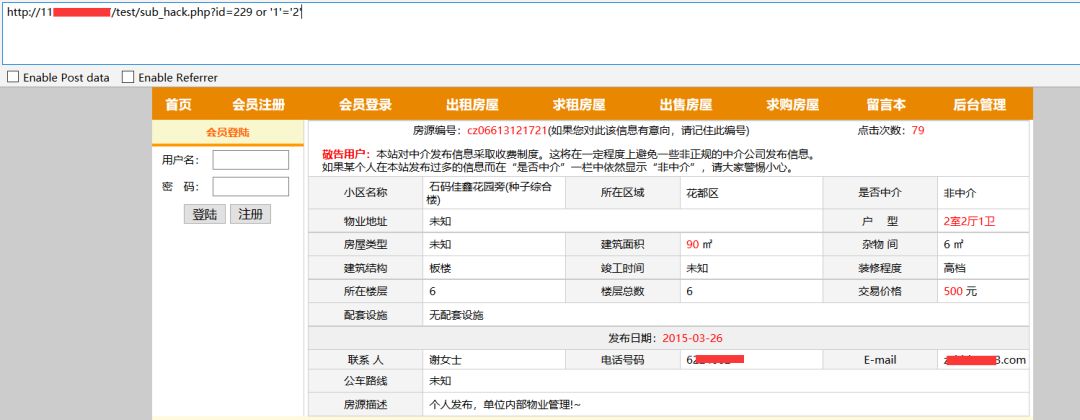 http://11 /test/sub_hack.php?id=229 or '1'='2'
Enable Post data Enable Referrer
首页 会员注册 会员登录 出租房屋 求租房屋 出售房屋 求购房屋 留言本 后台管理
会员登陆
用户名：
密 码：
登陆 注册
房源编号：cz06613121721(如果您对此该信息有意向，请记住此编号) 点击次数：79
敬告用户：本站对中介发布信息采取收费制度。这将在一定程度上避免一些非正规的中介公司发布信息。
如果某个人在本站发布过多的信息而在“是否中介”一栏中依然显示“非中介”，请大家警惕小心。
小区名称 石码佳鑫花园旁(种子综合楼) 所在区域 花都区 是否中介 非中介
物业地址 未知 户 型 2室2厅1卫
房屋类型 未知 建筑面积 90 ㎡ 杂物 间 6 ㎡
建筑结构 板楼 竣工时间 未知 装修程度 高档
所在楼层 6 楼层总数 6 交易价格 500 元
配套设施 无配套设施
发布日期：2015-03-26
联系 人 谢女士 电话号码 6 E-mail 3.com
公车路线 未知
房源描述 个人发布，单位内部物业管理!~